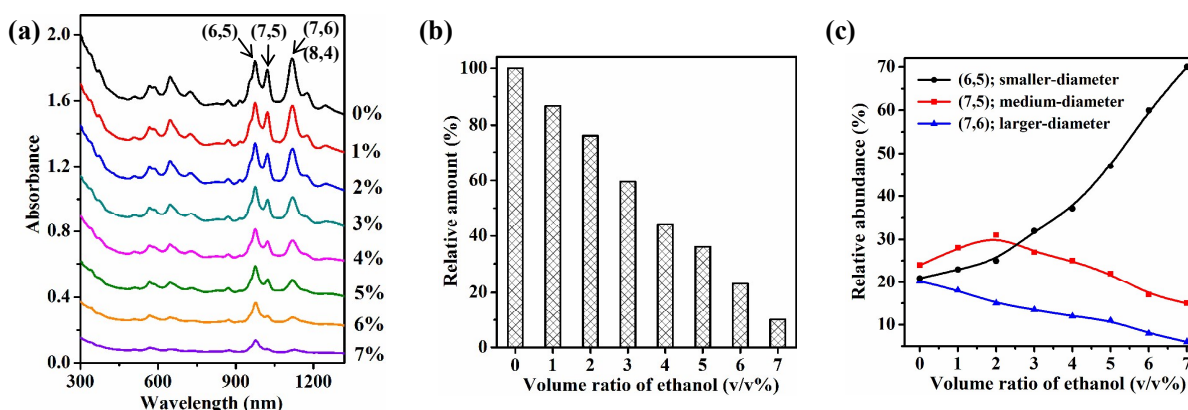 (a)
Absorbance
2.0
1.6
1.2
0.8
0.4
0.0
(6,5)
(7,5)
(7,6)
(8,4)
0%
1%
2%
3%
4%
5%
6%
7%
300 600 900 1200
Wavelength (nm)
(b)
Relative amount (%)
100
80
60
40
20
0
0 1 2 3 4 5 6 7
Volume ratio of ethanol (v/v%)
(c)
Relative abundance (%)
70
50
30
10
(6,5); smaller-diameter
(7,5); medium-diameter
(7,6); larger-diameter
0 1 2 3 4 5 6 7
Volume ratio of ethanol (v/v%)